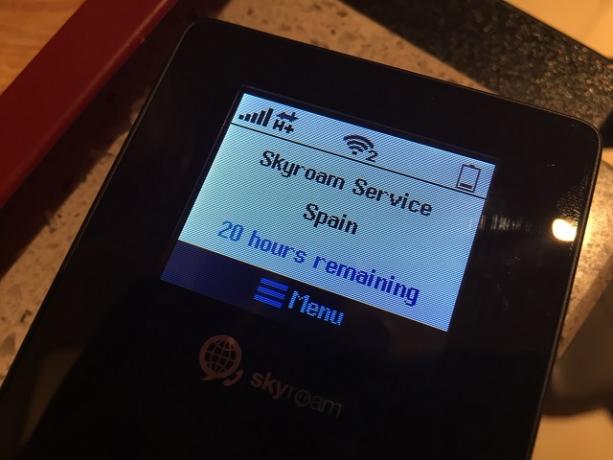 H+ 2
Skyroam Service
Spain
20 hours remaining
Menu
skyroam